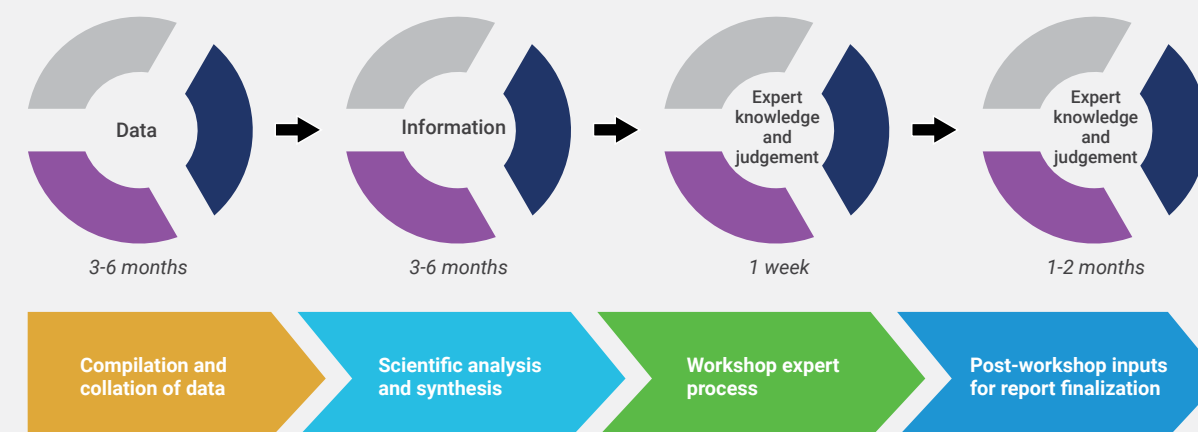 Data
Information
Expert
knowledge
and
judgement
Expert
knowledge
and
judgement
3-6 months
3-6 months
1 week
1-2 months
Compilation and
collation of data
Scientific analysis
and synthesis
Workshop expert
process
Post-workshop inputs
for report finalization